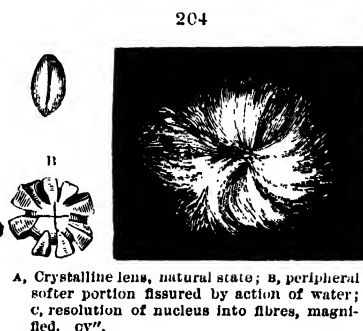 204
B
A, Crystalline lens, natural state; B, peripheral
softer portion fissured by action of water;
C, resolution of nucleus into fibres, magni-
fied. cv".